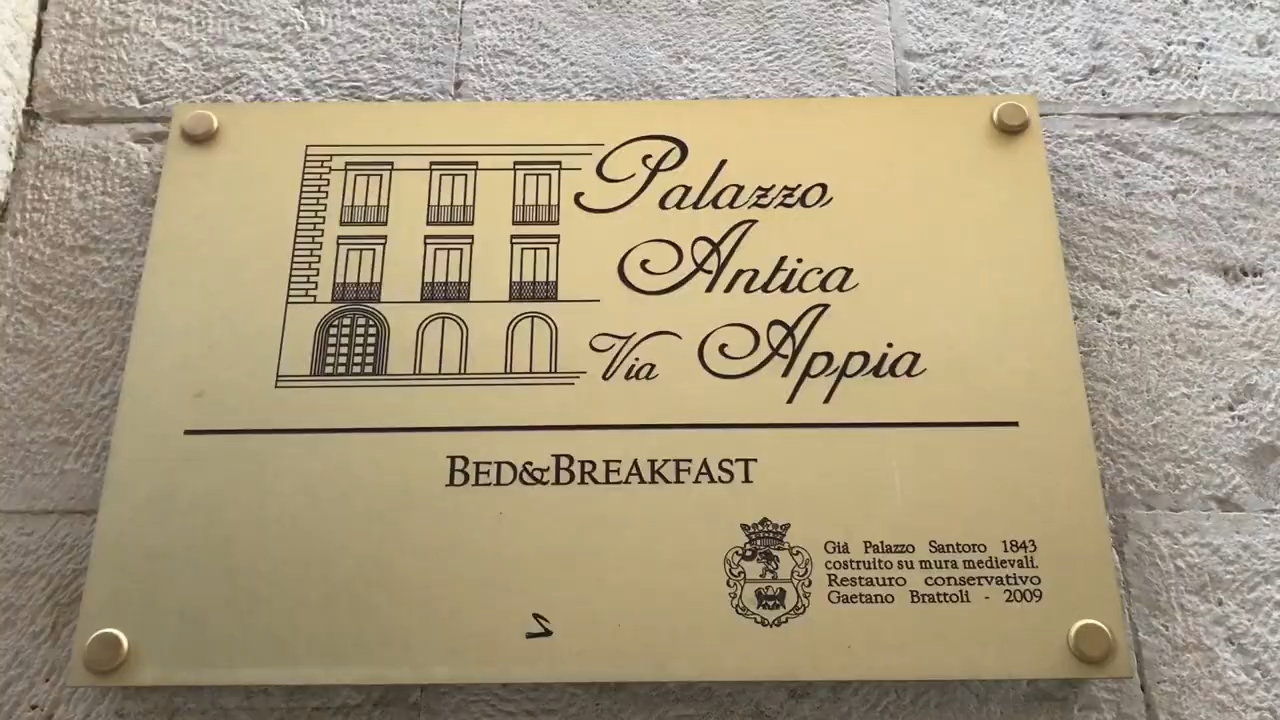 Palazzo
Antica
Via Appia
BED&BREAKFAST
Già Palazzo Santoro 1843
costruito su mura medievali.
Restauro conservativo
Gaetano Brattoli - 2009